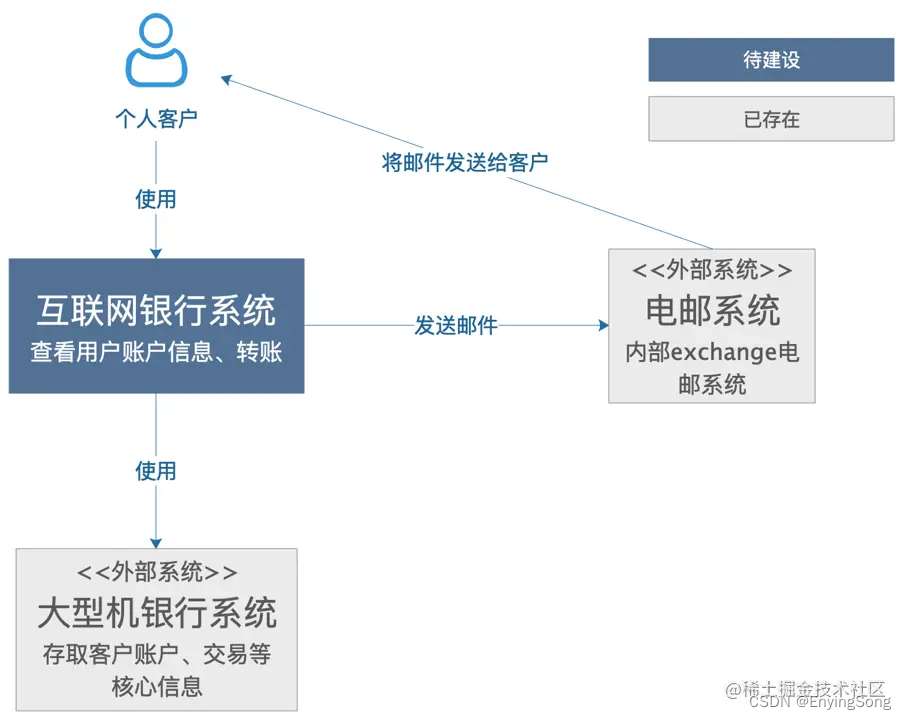 待建设
已存在
个人客户
将邮件发送给客户
使用
互联网银行系统
查看用户账户信息、转账
发送邮件
<<外部系统>>
电邮系统
内部exchange电
邮系统
使用
<<外部系统>>
大型机银行系统
存取客户账户、交易等
核心信息
@稀土掘金技术社区
CSDN @EnyingSong